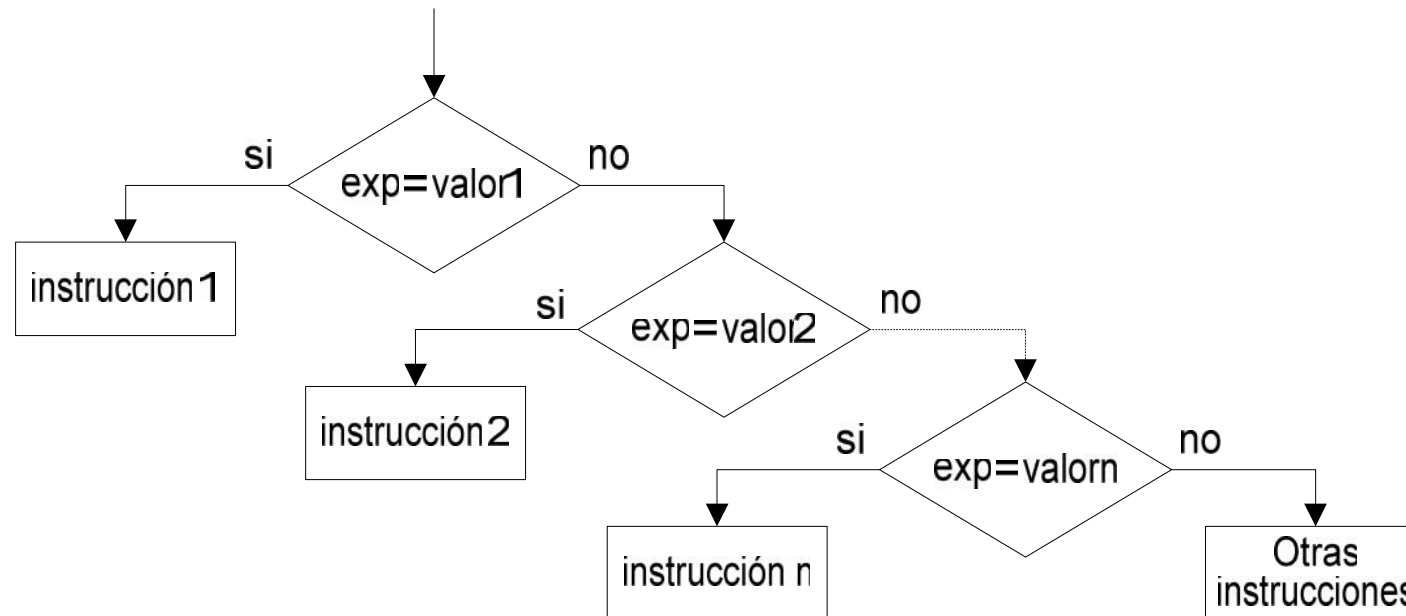 si
no
exp=valor1
instrucción 1
si
no
exp=valor2
instrucción 2
si
no
exp=valorn
instrucción n
Otras
instrucciones